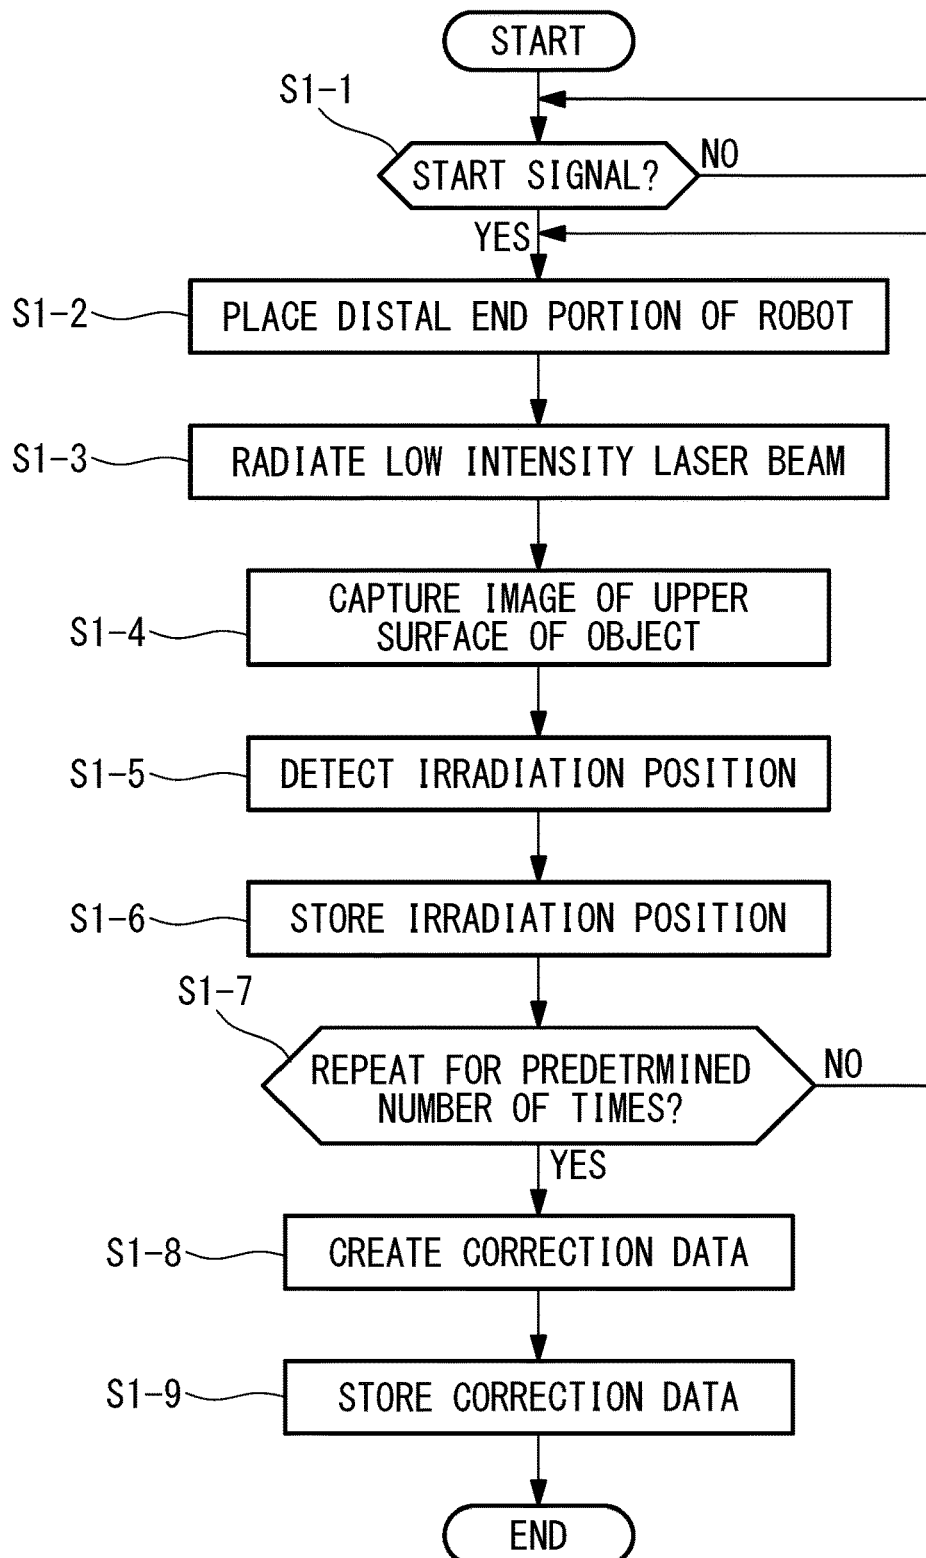 START
S1-1
START SIGNAL?
NO
YES
S1-2
PLACE DISTAL END PORTION OF ROBOT
S1-3
RADIATE LOW INTENSITY LASER BEAM
S1-4
CAPTURE IMAGE OF UPPER
SURFACE OF OBJECT
S1-5
DETECT IRRADIATION POSITION
S1-6
STORE IRRADIATION POSITION
S1-7
REPEAT FOR PREDETRMINED
NUMBER OF TIMES?
NO
YES
S1-8
CREATE CORRECTION DATA
S1-9
STORE CORRECTION DATA
END